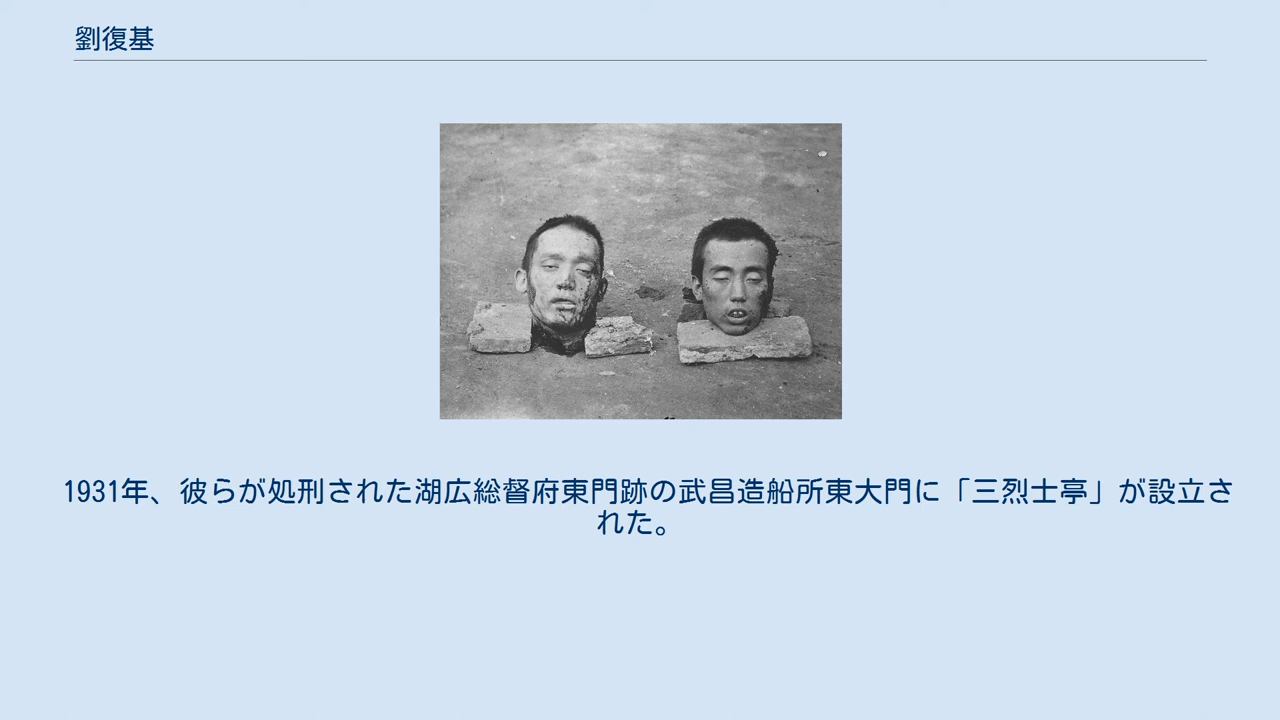 劉復基
1931年、彼らが処刑された湖広総督府東門跡の武昌造船所東大門に「三烈士亭」が設立さ
れた。